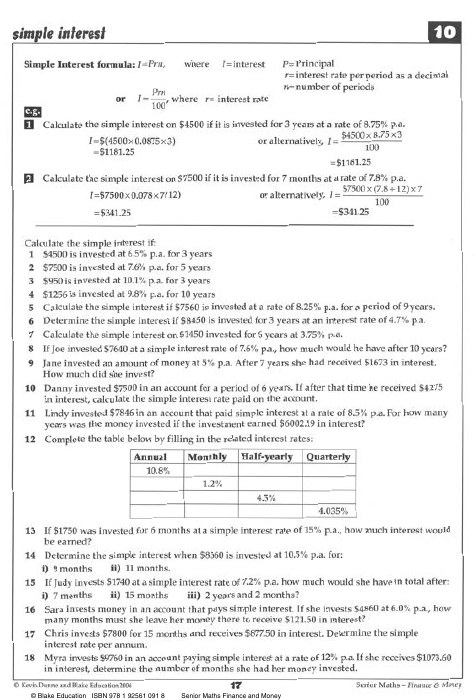 simple interest
10
Simple Interest formula: I=Prn, where I=interest P=Principal
r=interest rate per period as a decimal
n=number of periods
or I= Prn/100, where r= interest rate
e.g.
1 Calculate the simple interest on $4500 if it is invested for 3 years at a rate of 8.75% p.a.
I=$(4500×0.0875×3) or alternatively, I= $4500×8.75×3/100
=$1181.25 =$1181.25
2 Calculate the simple interest on $7500 if it is invested for 7 months at a rate of 7.8% p.a.
I=$7500×0.078×7/12) or alternatively, I= $7500×(7.8÷12)×7/100
=$341.25 =$341.25
Calculate the simple interest if:
1 $4500 is invested at 6.5% p.a. for 3 years
2 $7500 is invested at 7.6% p.a. for 5 years
3 $950 is invested at 10.1% p.a. for 3 years
4 $1256 is invested at 9.8% p.a. for 10 years
5 Calculate the simple interest if $7560 is invested at a rate of 8.25% p.a. for a period of 9 years.
6 Determine the simple interest if $8450 is invested for 3 years at an interest rate of 4.7% p.a.
7 Calculate the simple interest on $1450 invested for 6 years at 3.75% p.a.
8 If Joe invested $7640 at a simple interest rate of 7.6% p.a., how much would he have after 10 years?
9 Jane invested an amount of money at 5% p.a. After 7 years she had received $1673 in interest.
How much did she invest?
10 Danny invested $7500 in an account for a period of 6 years. If after that time he received $4275
in interest, calculate the simple interest rate paid on the account.
11 Lindy invested $7846 in an account that paid simple interest at a rate of 8.5% p.a. For how many
years was the money invested if the investment earned $6002.19 in interest?
12 Complete the table below by filling in the related interest rates:
Annual Monthly Half-yearly Quarterly
10.8%
1.2%
4.5%
4.035%
13 If $1750 was invested for 6 months at a simple interest rate of 15% p.a., how much interest would
be earned?
14 Determine the simple interest when $8360 is invested at 10.5% p.a. for:
i) 9 months ii) 11 months.
15 If Judy invests $1740 at a simple interest rate of 7.2% p.a. how much would she have in total after:
i) 7 months ii) 15 months iii) 2 years and 2 months?
16 Sara invests money in an account that pays simple interest. If she invests $4860 at 6.0% p.a., how
many months must she leave her money there to receive $121.50 in interest?
17 Chris invests $7800 for 15 months and receives $877.50 in interest. Determine the simple
interest rate per annum.
18 Myra invests $9760 in an account paying simple interest at a rate of 12% p.a. If she receives $1073.60
in interest, determine the number of months she had her money invested.
© Kevin Dunne and Blake Education 2006 17 Senior Maths – Finance & Money
© Blake Education ISBN 978 1 92561 091 8 Senior Maths Finance and Money